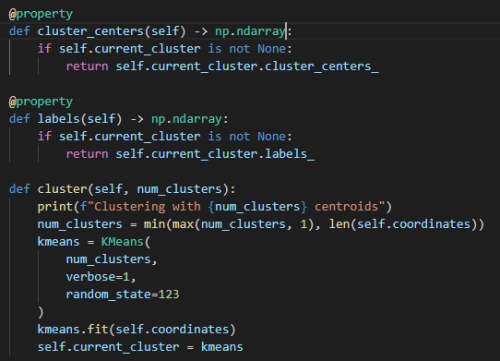 @property
def cluster_centers(self) -> np.ndarray:
    if self.current_cluster is not None:
        return self.current_cluster.cluster_centers_

@property
def labels(self) -> np.ndarray:
    if self.current_cluster is not None:
        return self.current_cluster.labels_

def cluster(self, num_clusters):
    print(f"Clustering with {num_clusters} centroids")
    num_clusters = min(max(num_clusters, 1), len(self.coordinates))
    kmeans = KMeans(
        num_clusters,
        verbose=1,
        random_state=123
    )
    kmeans.fit(self.coordinates)
    self.current_cluster = kmeans